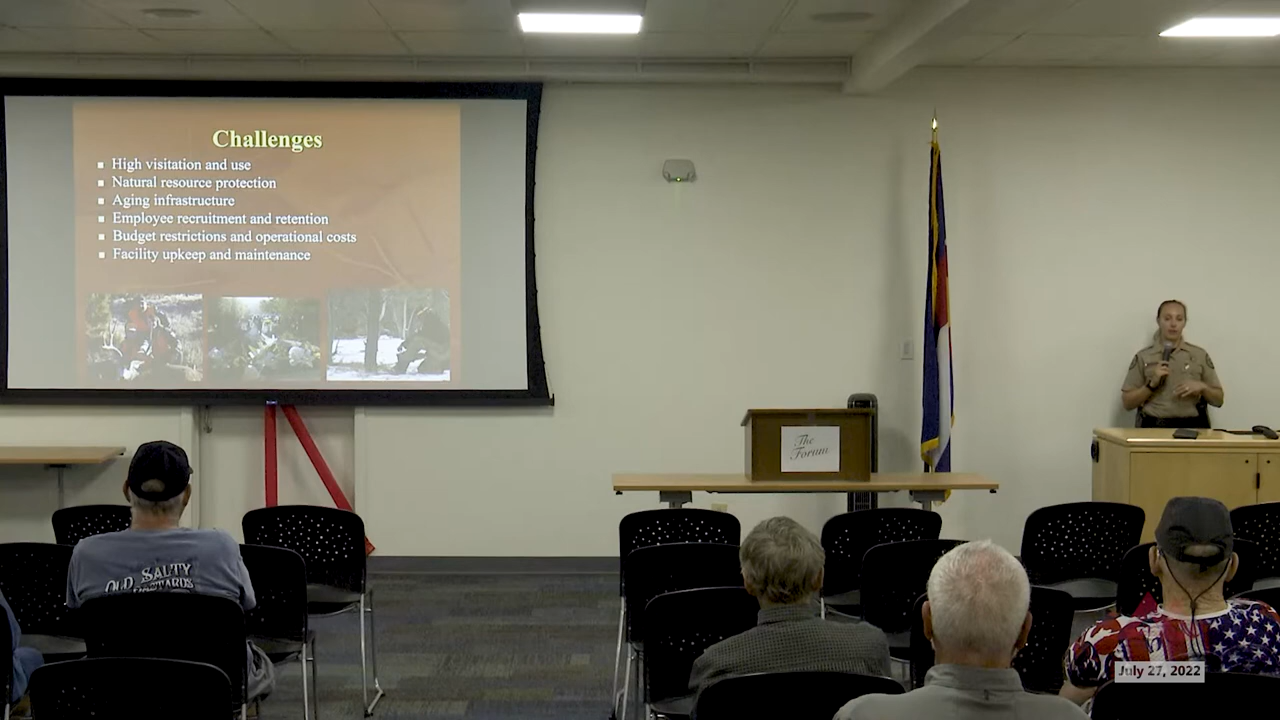 Challenges
High visitation and use
Natural resource protection
Aging infrastructure
Employee recruitment and retention
Budget restrictions and operational costs
Facility upkeep and maintenance
The
Forum
OLD SALTY
July 27, 2022